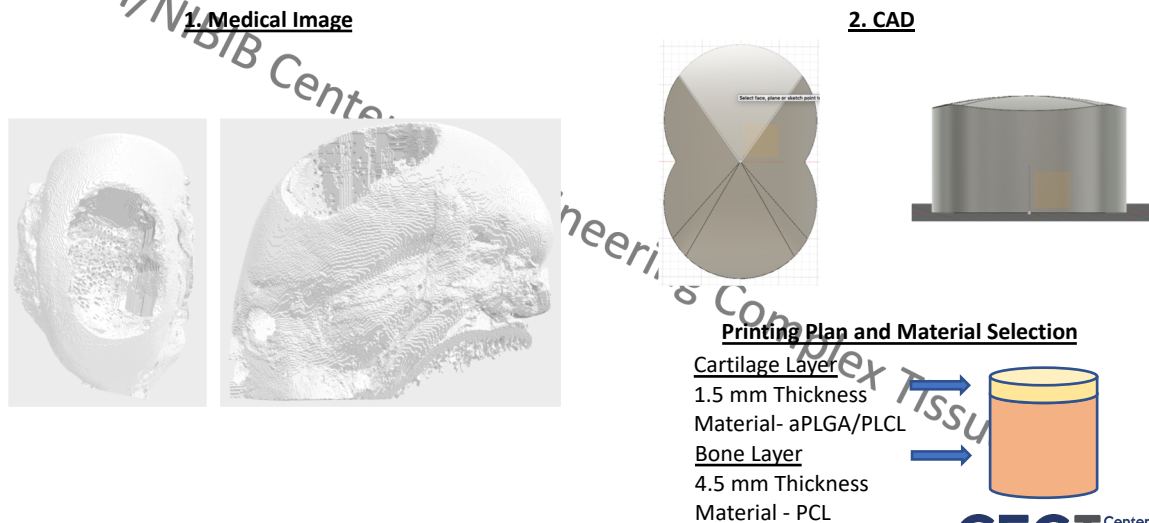 1. Medical Image
2. CAD
/NIBIB Center
neering Complex Tissu
Select face, plane or sketch point t
Printing Plan and Material Selection
Cartilage Layer
1.5 mm Thickness
Material- aPLGA/PLCL
Bone Layer
4.5 mm Thickness
Material - PCL
Center